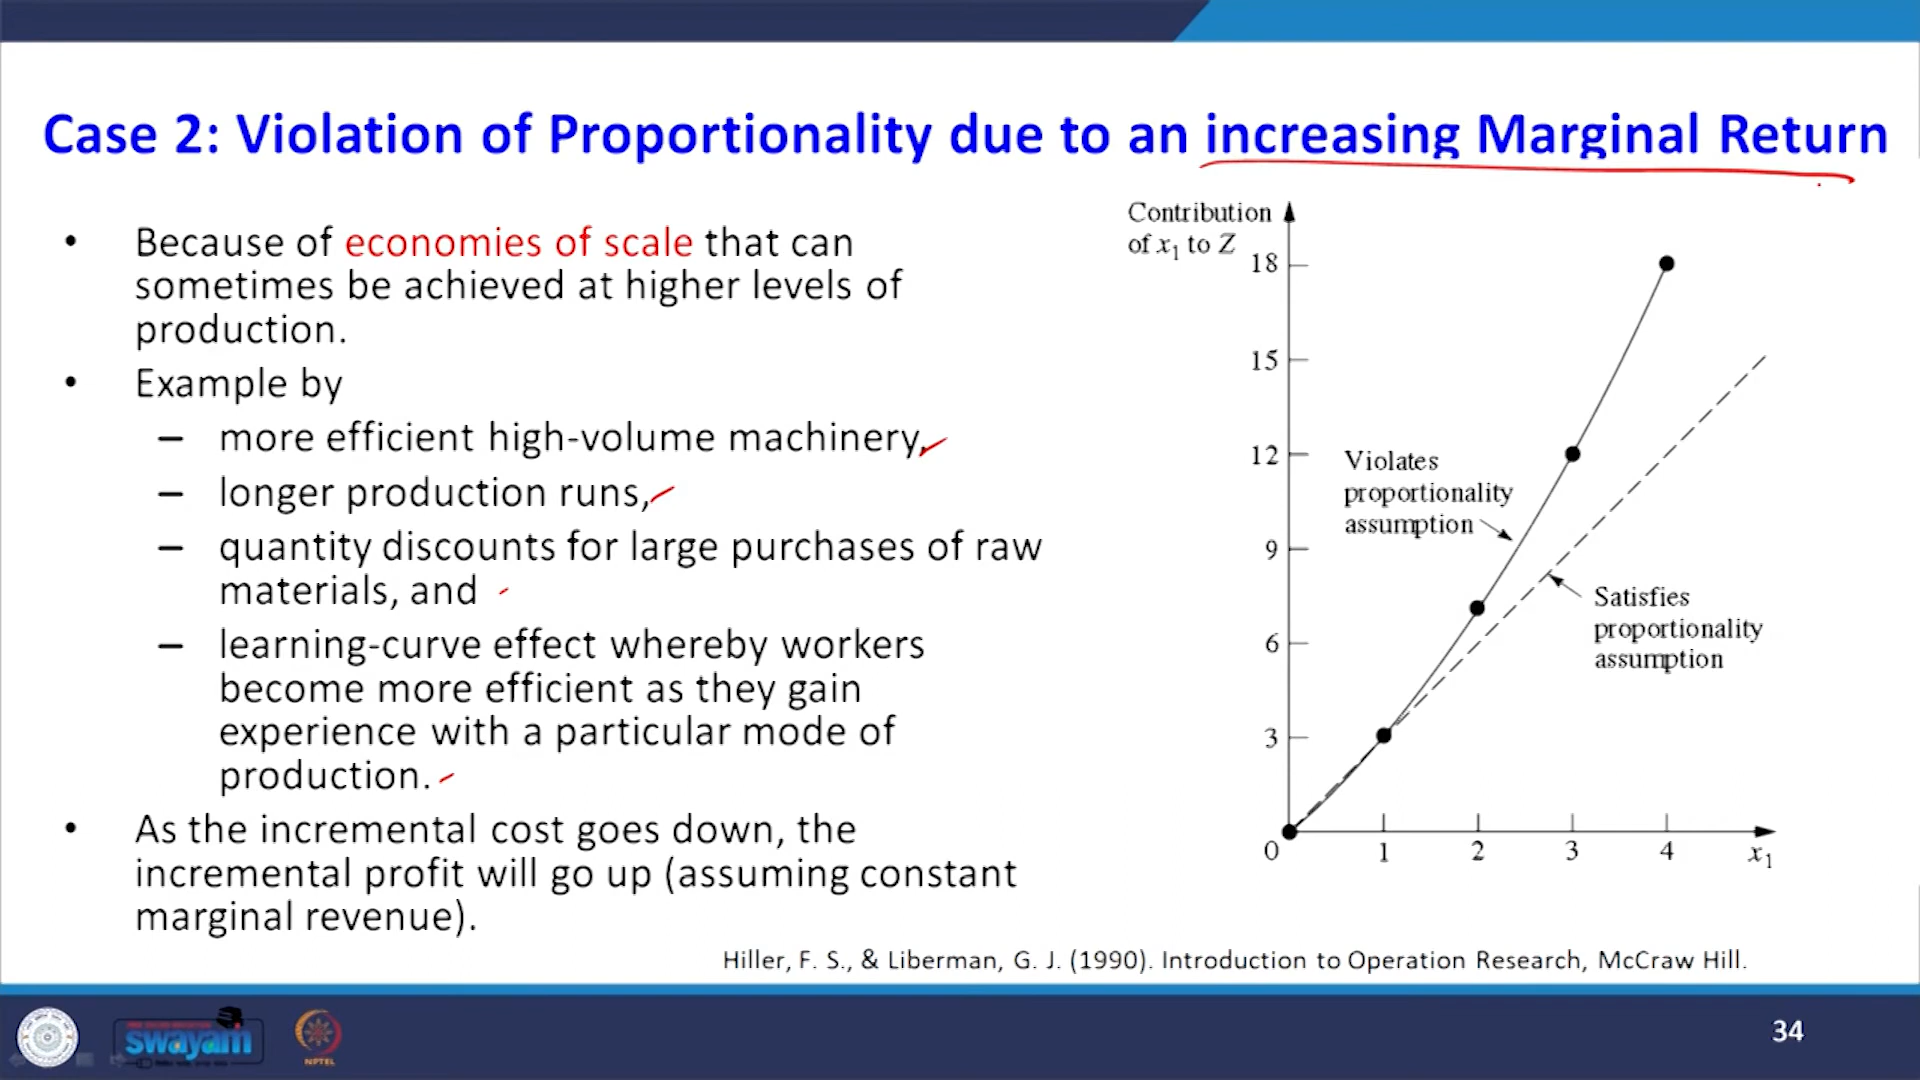 Case 2: Violation of Proportionality due to an increasing Marginal Return
• Because of economies of scale that can
sometimes be achieved at higher levels of
production.
• Example by
– more efficient high-volume machinery,
– longer production runs,
– quantity discounts for large purchases of raw
materials, and
– learning-curve effect whereby workers
become more efficient as they gain
experience with a particular mode of
production.
• As the incremental cost goes down, the
incremental profit will go up (assuming constant
marginal revenue).
Contribution
of x₁ to Z
18
15
12
9
6
3
0
1
2
3
4
x₁
Violates
proportionality
assumption
Satisfies
proportionality
assumption
Hiller, F. S., & Liberman, G. J. (1990). Introduction to Operation Research, McCraw Hill.
swayam
NPTEL
34